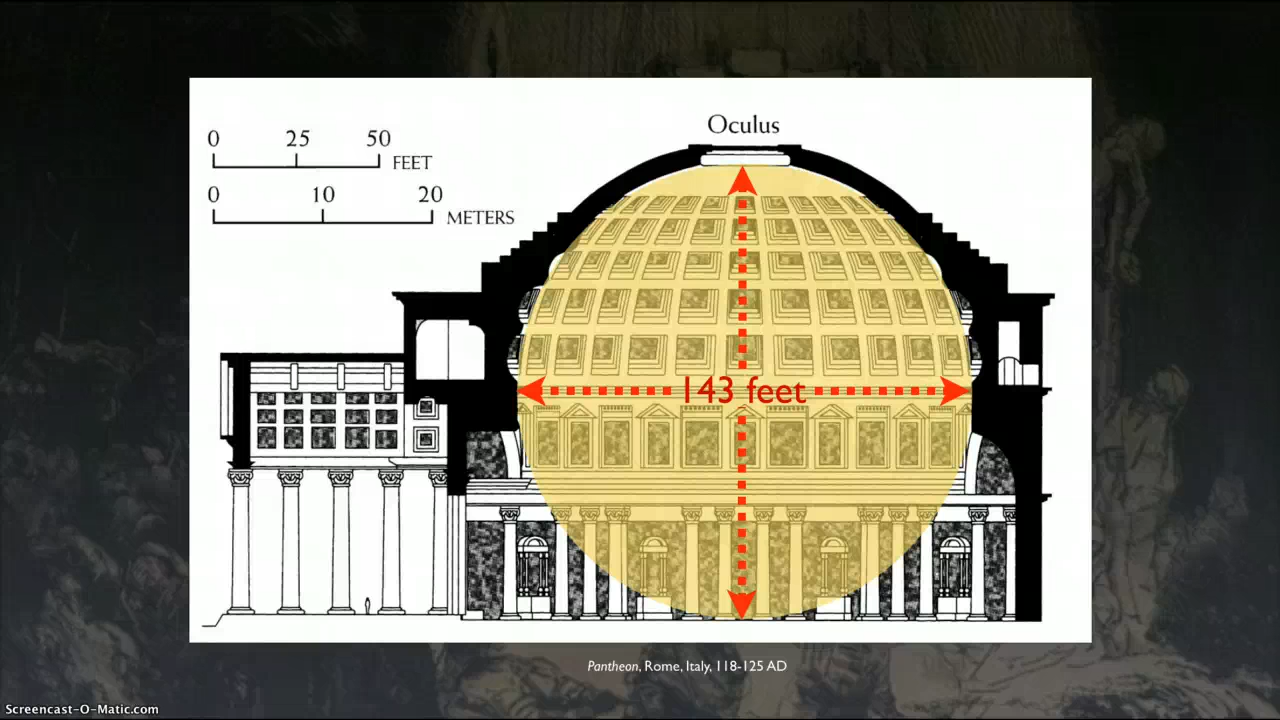 Oculus
0 25 50
FEET
0 10 20
METERS
143 feet
Pantheon, Rome, Italy, 118-125 AD
Screencast-O-Matic.com